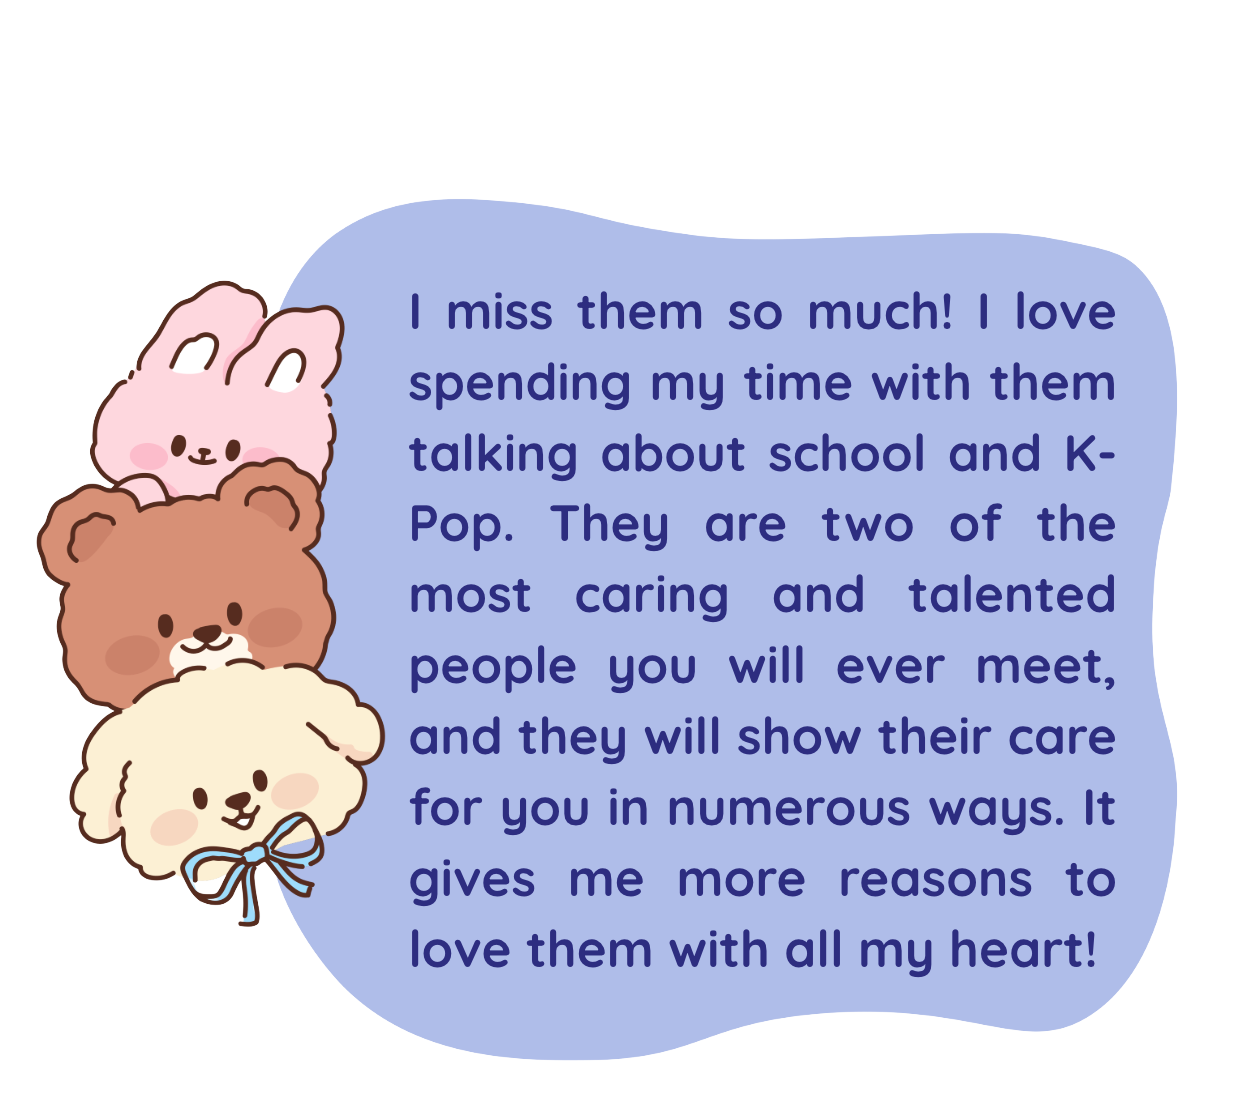 I miss them so much! I love
spending my time with them
talking about school and K-
Pop. They are two of the
most caring and talented
people you will ever meet,
and they will show their care
for you in numerous ways. It
gives me more reasons to
love them with all my heart!